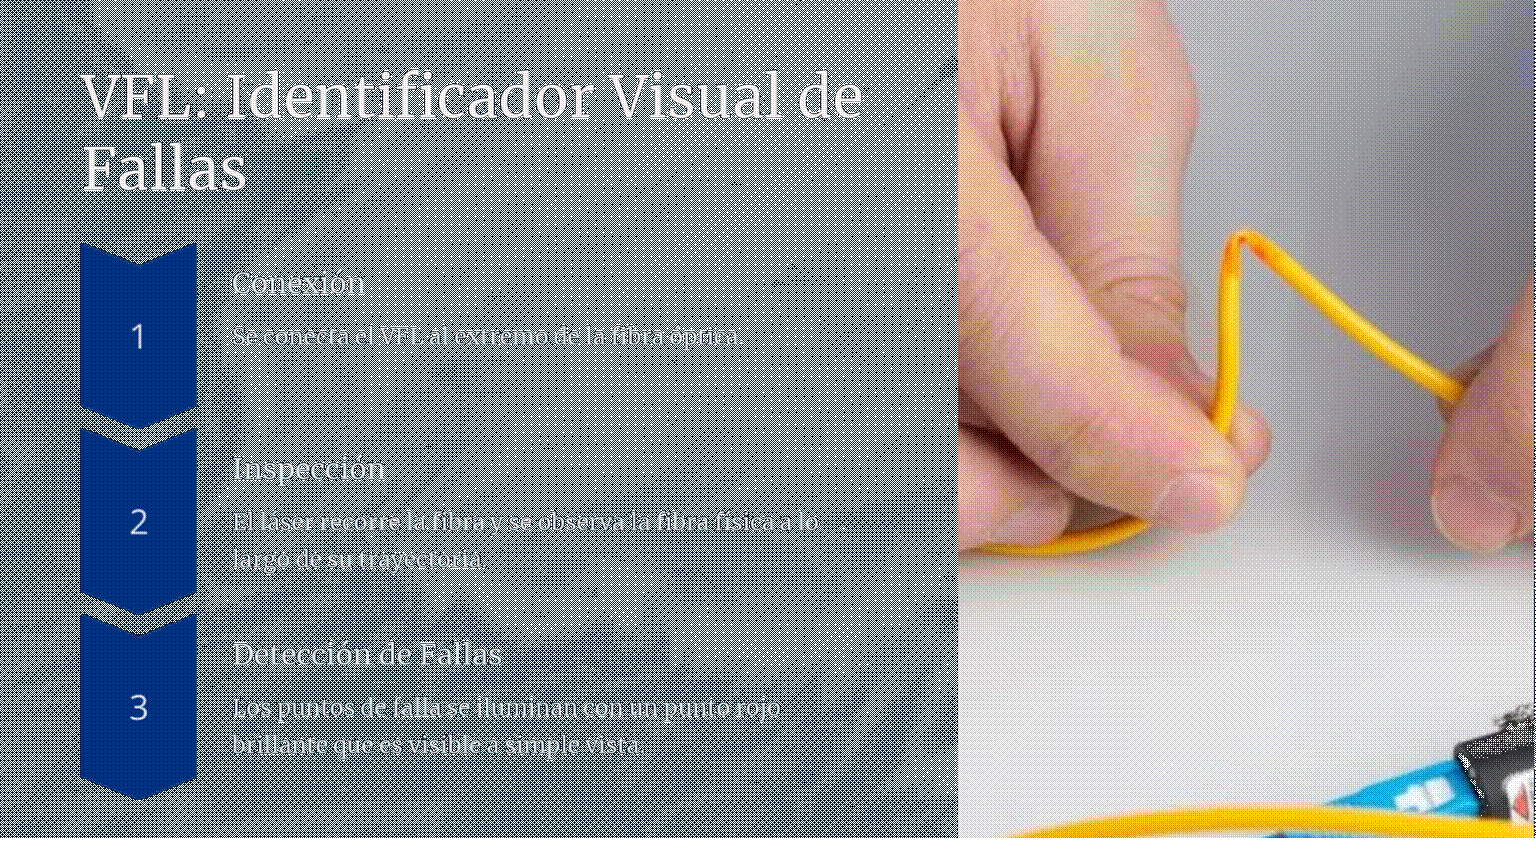 VFL: Identificador Visual de
Fallas
1
Conexión
Se conecta el VFL al extremo de la fibra óptica.
2
Inspección
El láser recorre la fibra y se observa la fibra física a lo
largo de su trayectoria.
3
Detección de Fallas
Los puntos de falla se iluminan con un punto rojo
brillante que es visible a simple vista.